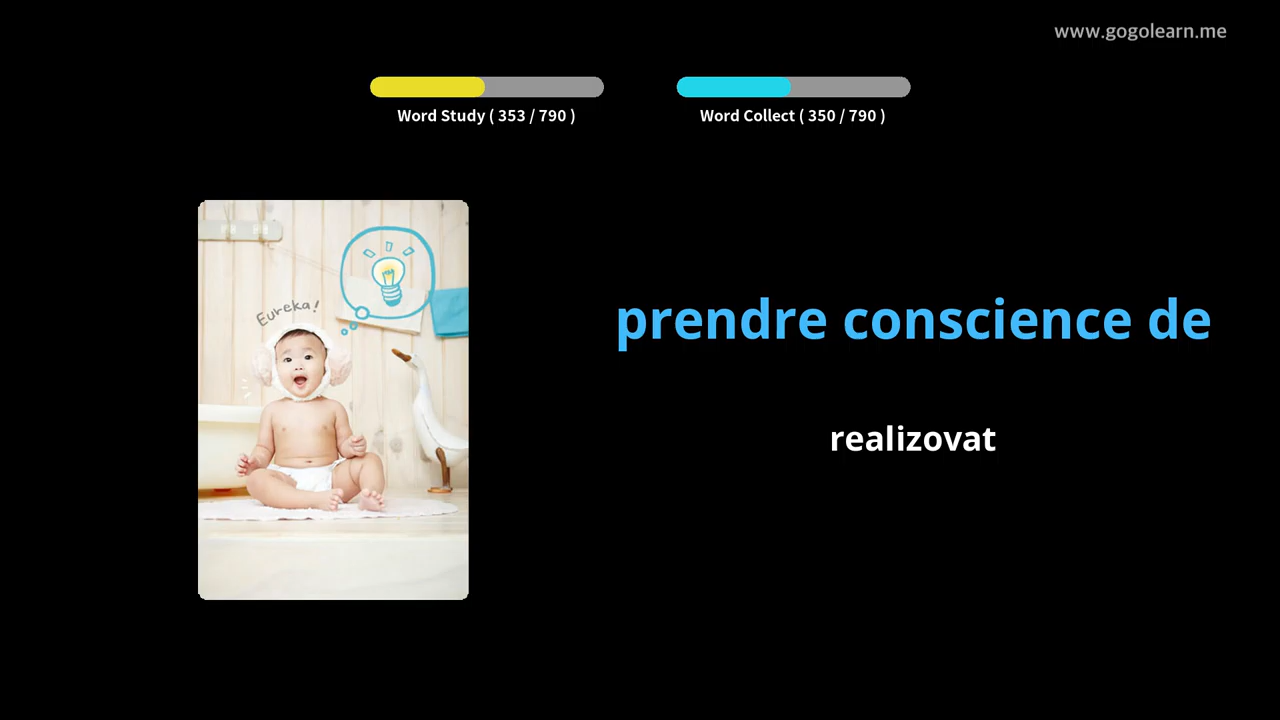 www.gogolearn.me
Word Study ( 353 / 790 )
Word Collect ( 350 / 790 )
Eureka!
prendre conscience de
realizovat